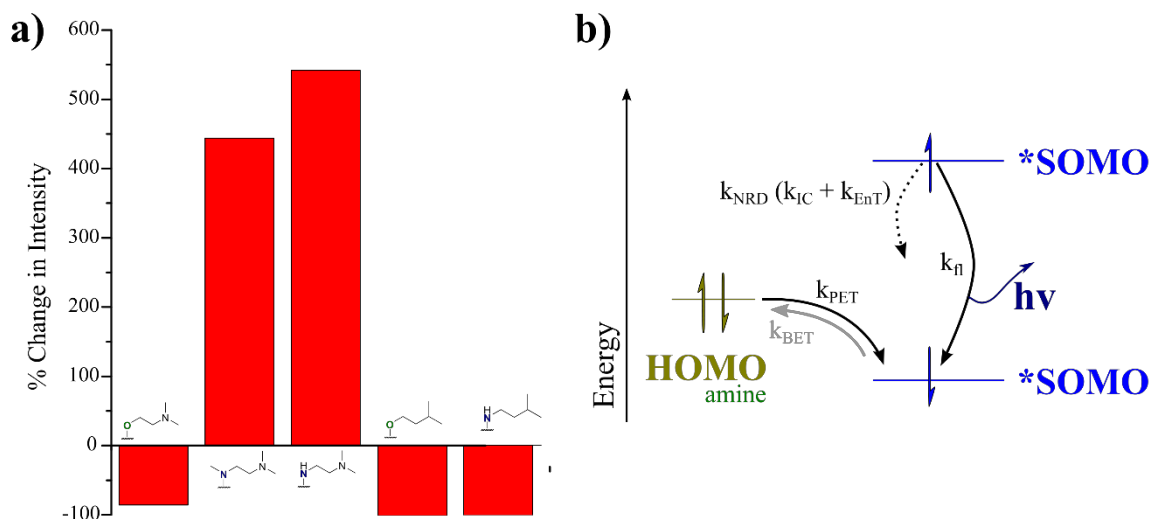 a)
% Change in Intensity
600
500
400
300
200
100
0
-100
O
N
N
N
H
N
N
O
H
N
b)
Energy
*SOMO
k_NRD (k_IC + k_EnT)
k_fl
hν
k_PET
k_BET
HOMO
amine
*SOMO